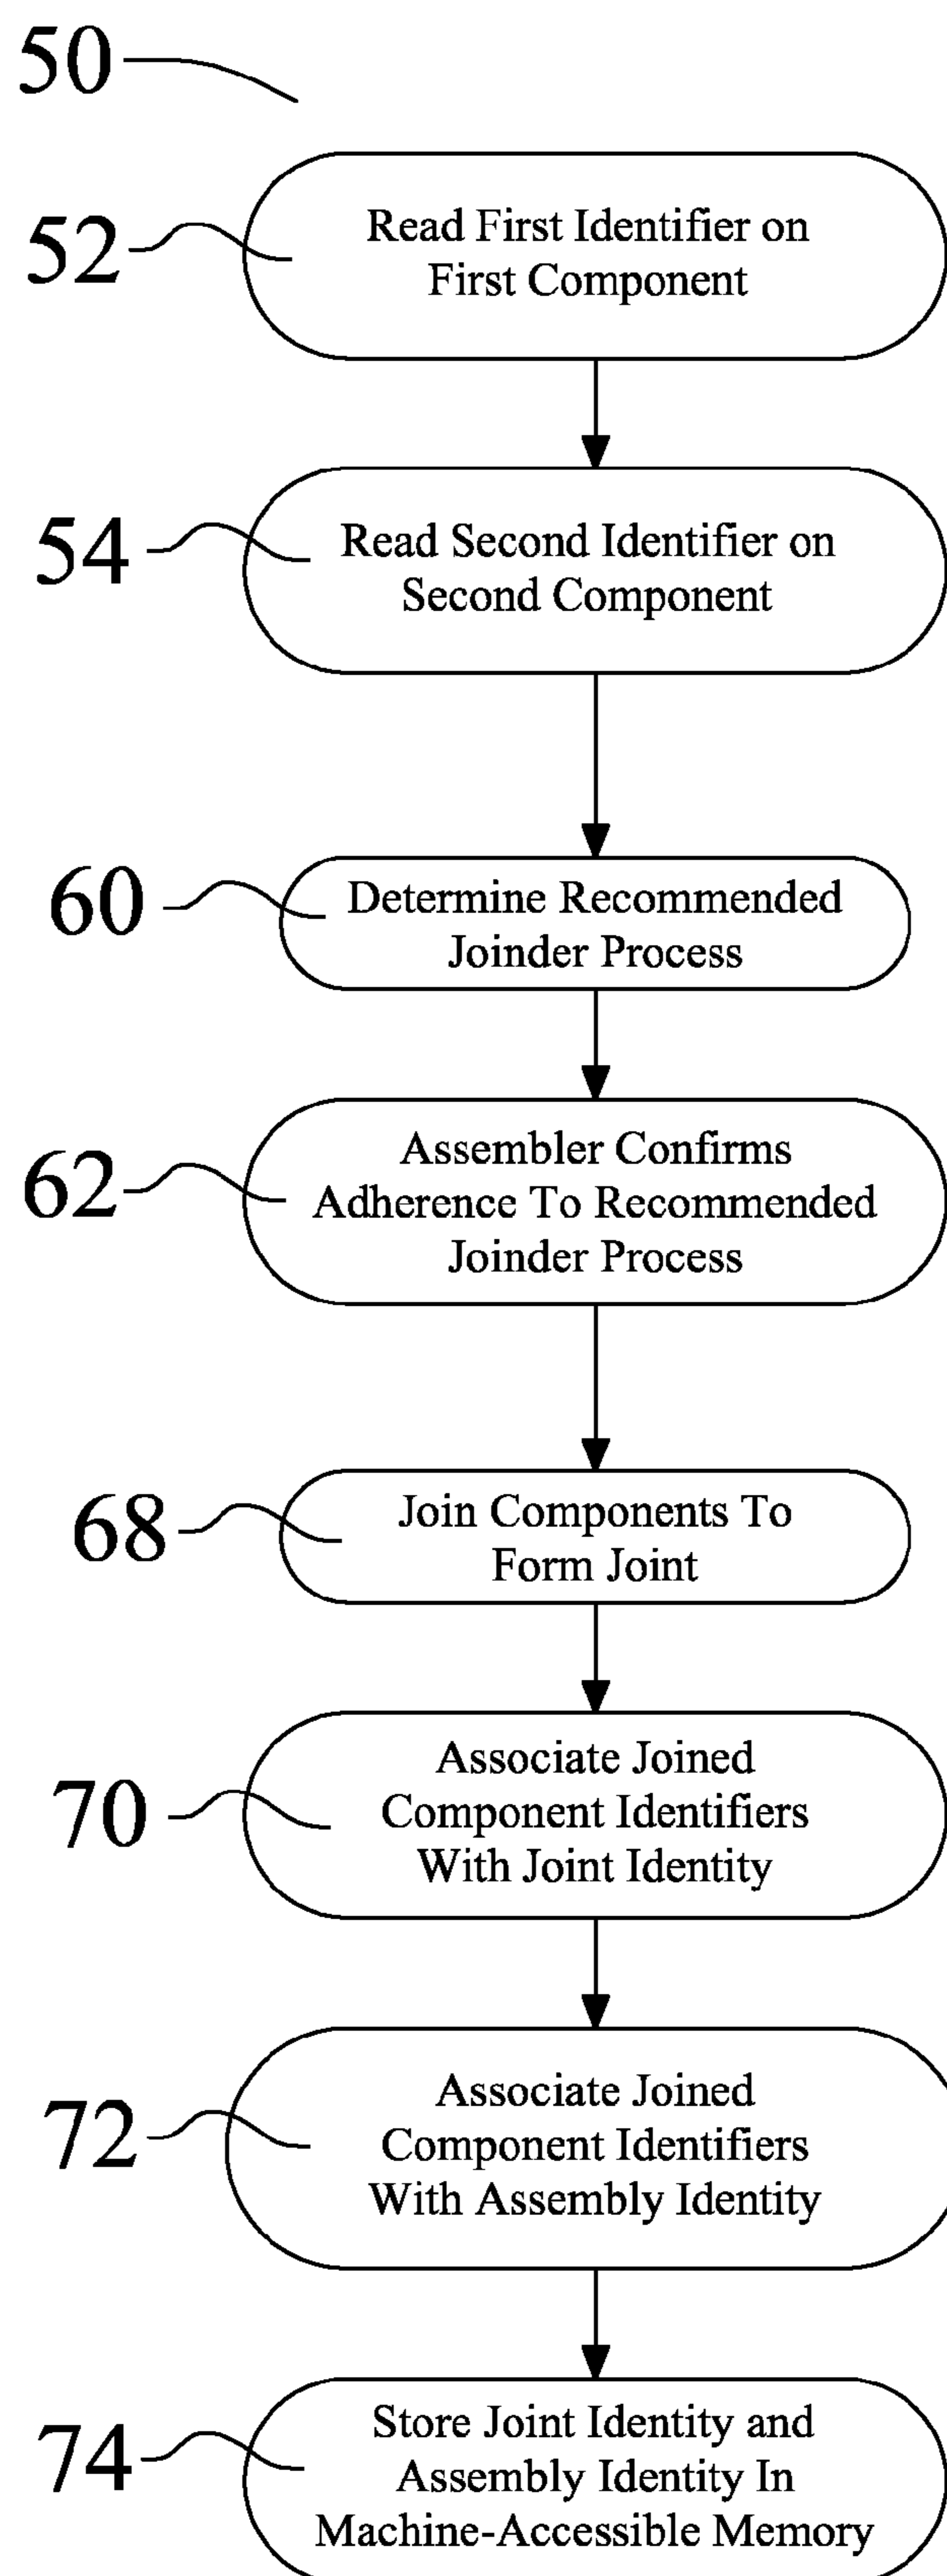 50
52
Read First Identifier on
First Component
54
Read Second Identifier on
Second Component
60
Determine Recommended
Joinder Process
62
Assembler Confirms
Adherence To Recommended
Joinder Process
68
Join Components To
Form Joint
70
Associate Joined
Component Identifiers
With Joint Identity
72
Associate Joined
Component Identifiers
With Assembly Identity
74
Store Joint Identity and
Assembly Identity In
Machine-Accessible Memory